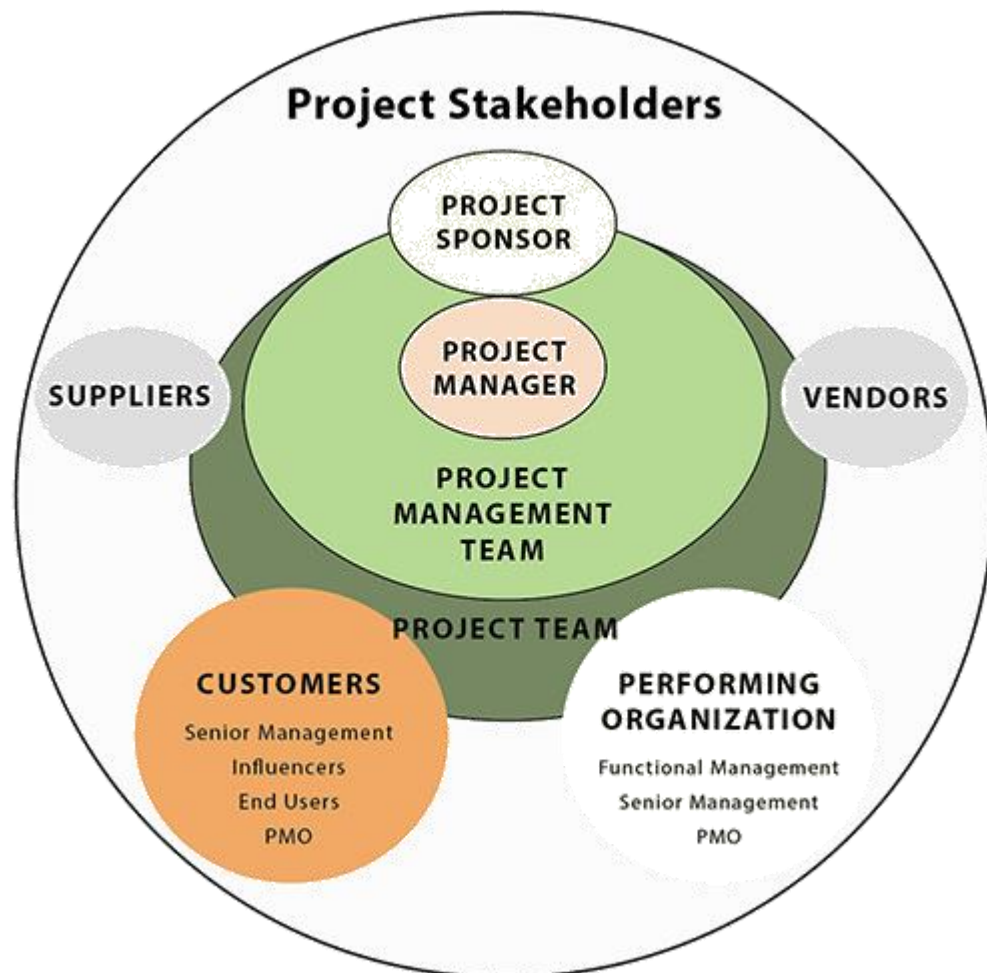 Project Stakeholders
PROJECT
SPONSOR
PROJECT
MANAGER
SUPPLIERS
VENDORS
PROJECT
MANAGEMENT
TEAM
PROJECT TEAM
CUSTOMERS
Senior Management
Influencers
End Users
PMO
PERFORMING
ORGANIZATION
Functional Management
Senior Management
PMO